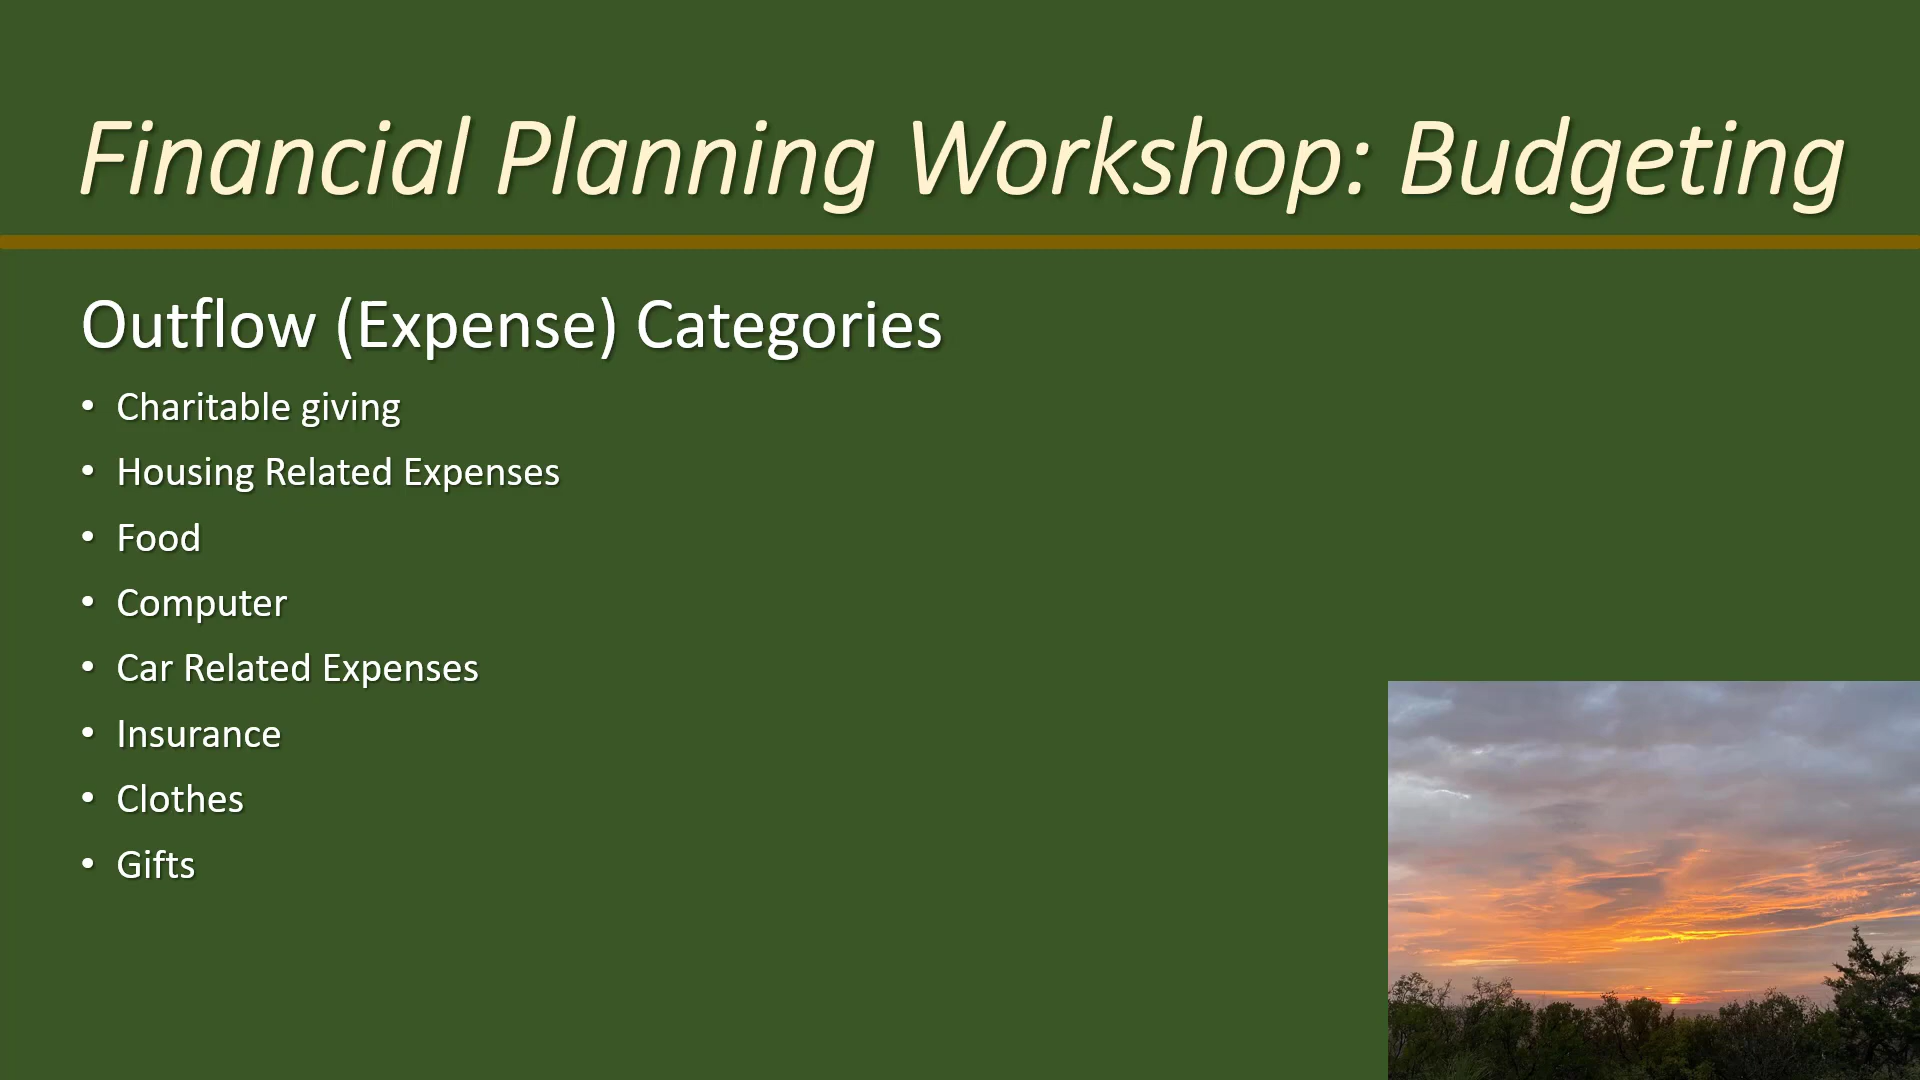 Financial Planning Workshop: Budgeting
Outflow (Expense) Categories
• Charitable giving
• Housing Related Expenses
• Food
• Computer
• Car Related Expenses
• Insurance
• Clothes
• Gifts